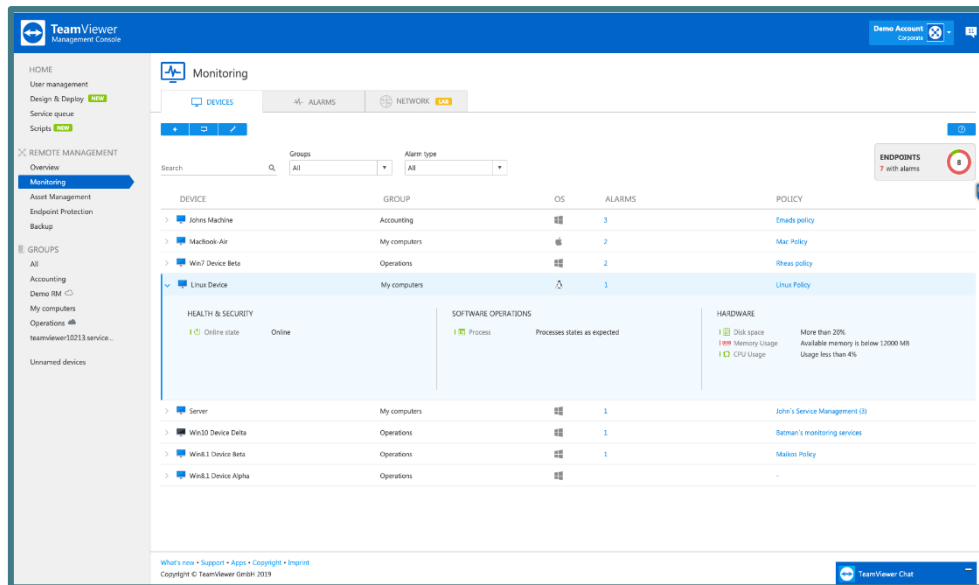 TeamViewer
Management Console
Demo Account
Corporate
11
HOME
User management
Design & Deploy NEW
Service queue
Scripts NEW
REMOTE MANAGEMENT
Overview
Monitoring
Asset Management
Endpoint Protection
Backup
GROUPS
All
Accounting
Demo RM
My computers
Operations
teamviewer10213.service...
Unnamed devices
Monitoring
DEVICES
ALARMS
NETWORK LAB
Groups
Alarm type
Search
All
All
ENDPOINTS
7 with alarms
8
DEVICE GROUP OS ALARMS POLICY
Johns Machine Accounting 3 Emads policy
MacBook-Air My computers 2 Mac Policy
Win7 Device Beta Operations 2 Rheas policy
Linux Device My computers 1 Linux Policy
HEALTH & SECURITY SOFTWARE OPERATIONS HARDWARE
Online state Online Process Processes states as expected Disk space More than 20%
Memory Usage Available memory is below 12000 MB
CPU Usage Usage less than 4%
Server My computers 1 John's Service Management (3)
Win10 Device Delta Operations 1 Batman's monitoring services
Win8.1 Device Beta Operations 1 Maikos Policy
Win8.1 Device Alpha Operations -
What's new • Support • Apps • Copyright • Imprint
Copyright © TeamViewer GmbH 2019
TeamViewer Chat